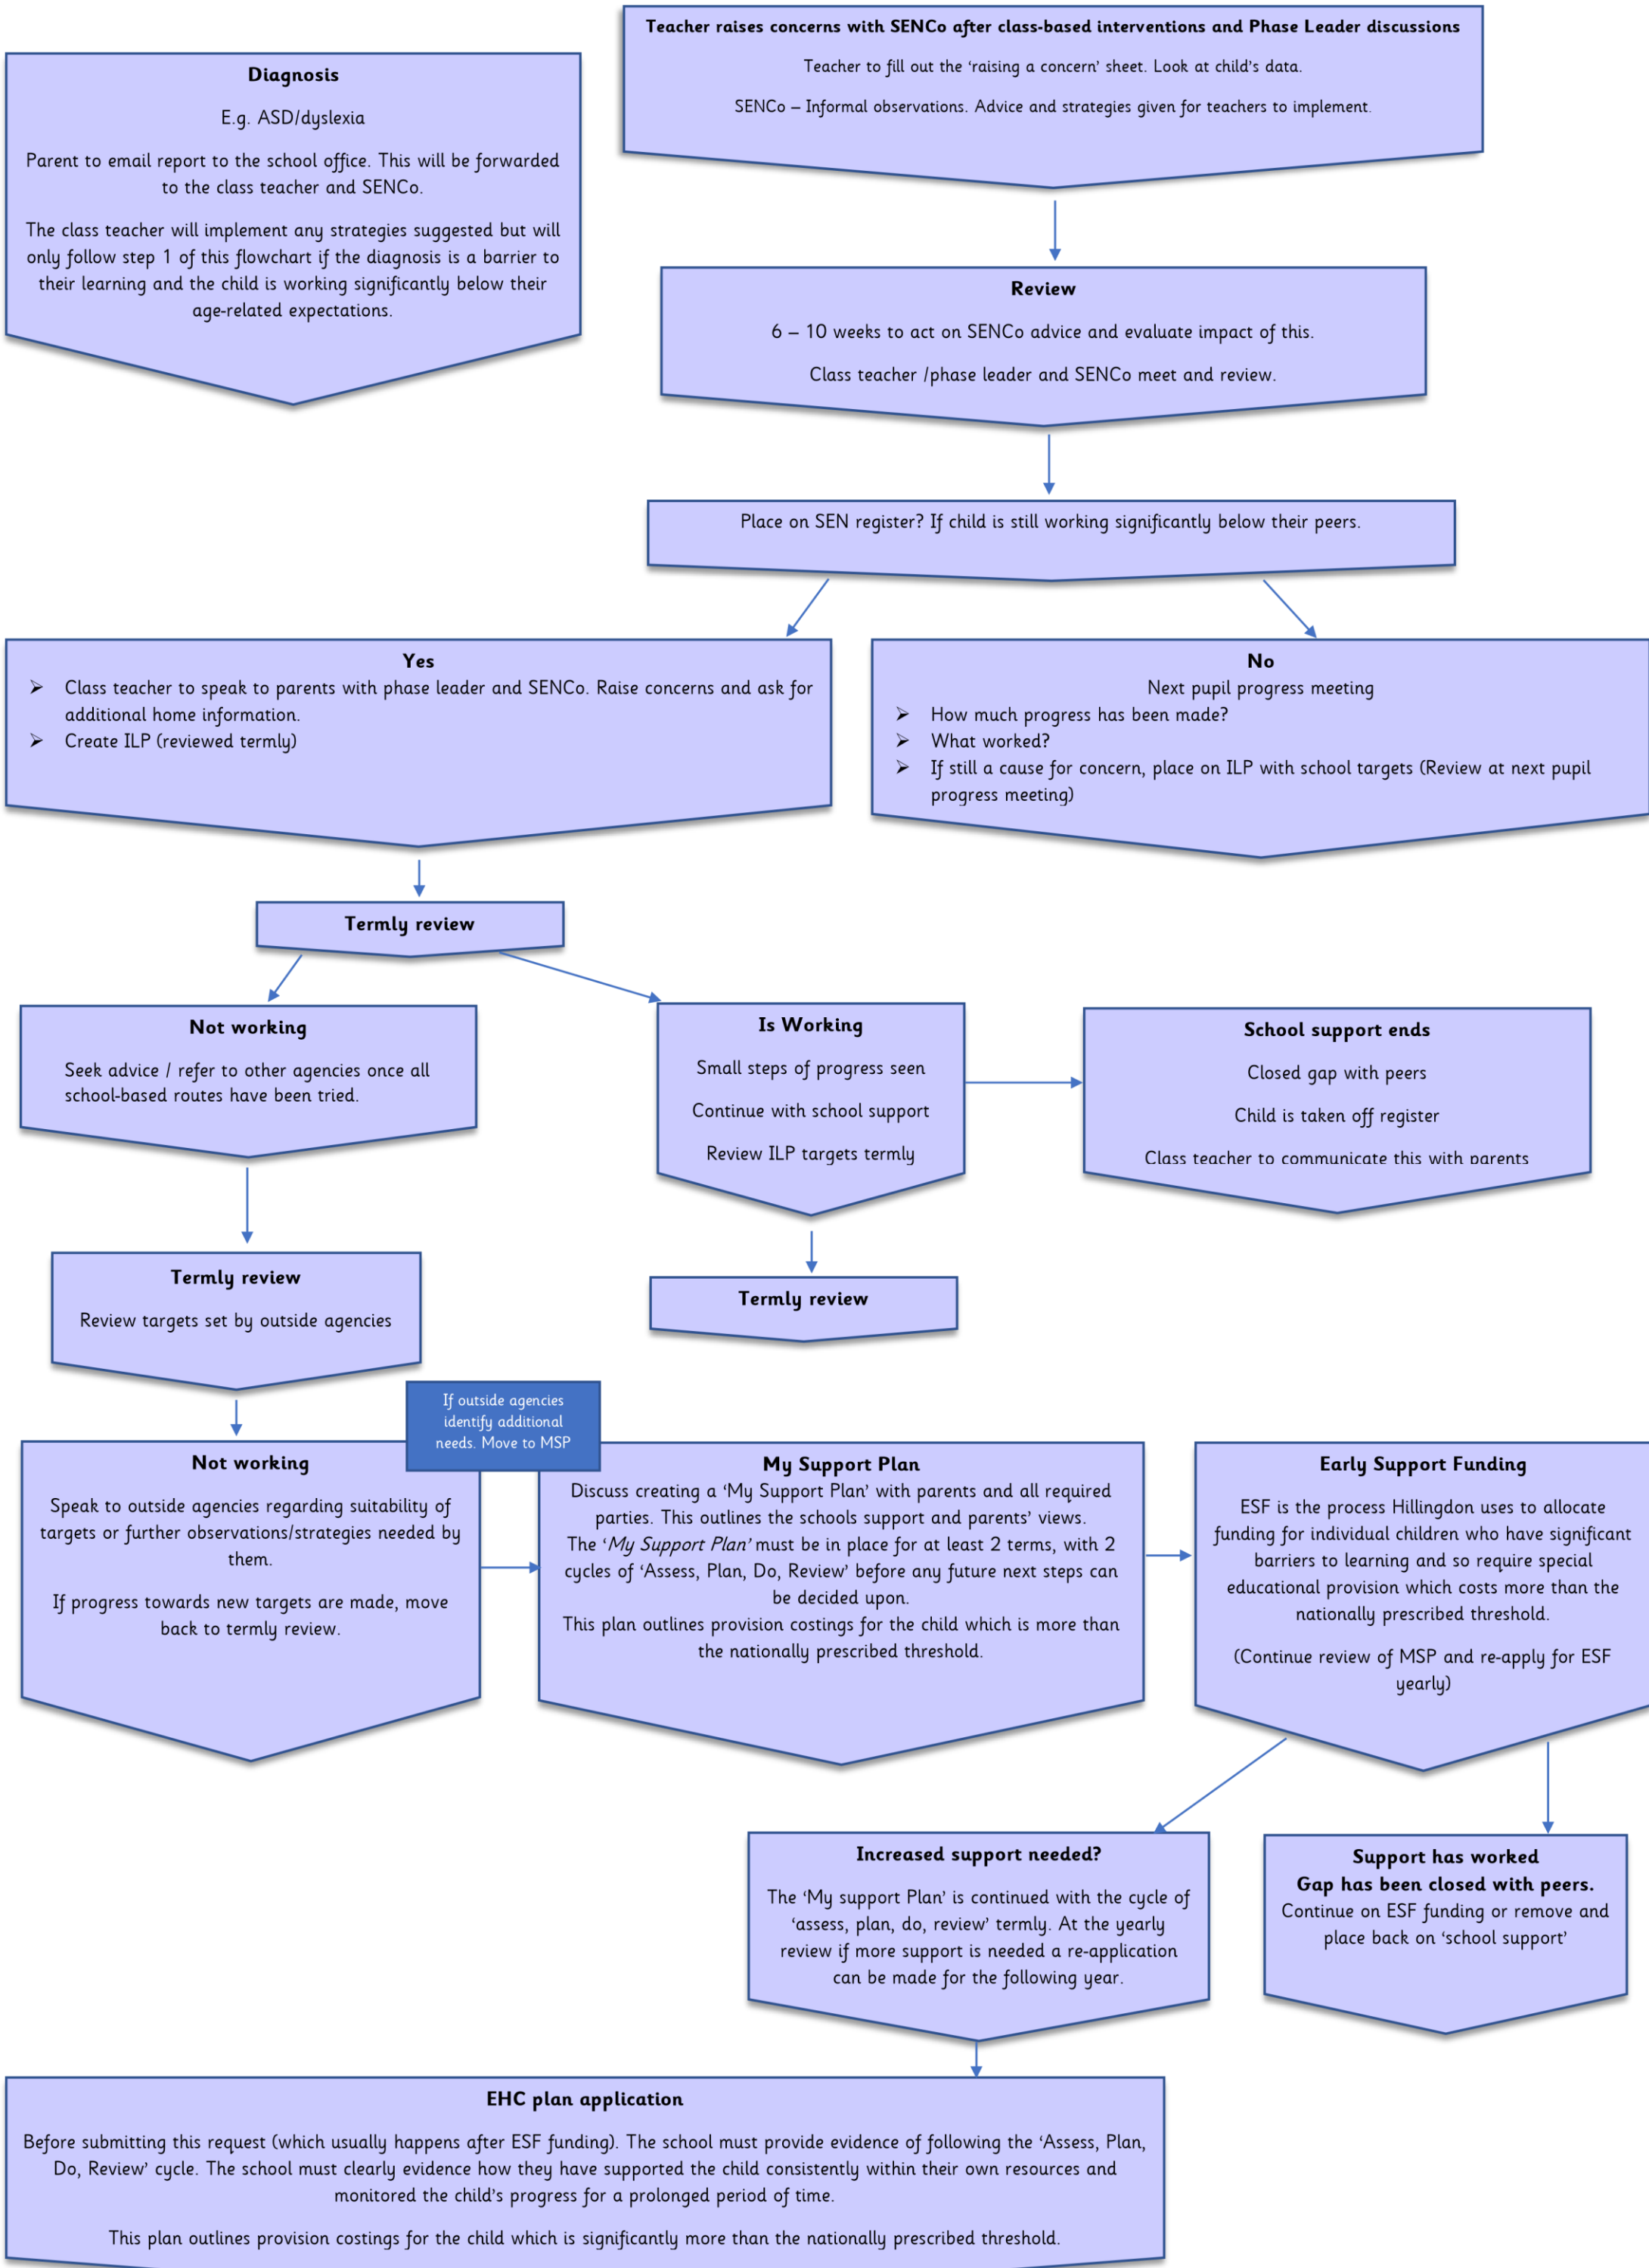 Teacher raises concerns with SENCo after class-based interventions and Phase Leader discussions
Teacher to fill out the ‘raising a concern’ sheet. Look at child’s data.
SENCo – Informal observations. Advice and strategies given for teachers to implement.
Diagnosis
E.g. ASD/dyslexia
Parent to email report to the school office. This will be forwarded
to the class teacher and SENCo.
The class teacher will implement any strategies suggested but will
only follow step 1 of this flowchart if the diagnosis is a barrier to
their learning and the child is working significantly below their
age-related expectations.
Review
6 – 10 weeks to act on SENCo advice and evaluate impact of this.
Class teacher /phase leader and SENCo meet and review.
Place on SEN register? If child is still working significantly below their peers.
Yes
➢ Class teacher to speak to parents with phase leader and SENCo. Raise concerns and ask for
additional home information.
➢ Create ILP (reviewed termly)
No
Next pupil progress meeting
➢ How much progress has been made?
➢ What worked?
➢ If still a cause for concern, place on ILP with school targets (Review at next pupil
progress meeting)
Termly review
Not working
Seek advice / refer to other agencies once all
school-based routes have been tried.
Is Working
Small steps of progress seen
Continue with school support
Review ILP targets termly
School support ends
Closed gap with peers
Child is taken off register
Class teacher to communicate this with parents
Termly review
Review targets set by outside agencies
Termly review
If outside agencies
identify additional
needs. Move to MSP
Not working
Speak to outside agencies regarding suitability of
targets or further observations/strategies needed by
them.
If progress towards new targets are made, move
back to termly review.
My Support Plan
Discuss creating a ‘My Support Plan’ with parents and all required
parties. This outlines the schools support and parents’ views.
The ‘My Support Plan’ must be in place for at least 2 terms, with 2
cycles of ‘Assess, Plan, Do, Review’ before any future next steps can
be decided upon.
This plan outlines provision costings for the child which is more than
the nationally prescribed threshold.
Early Support Funding
ESF is the process Hillingdon uses to allocate
funding for individual children who have significant
barriers to learning and so require special
educational provision which costs more than the
nationally prescribed threshold.
(Continue review of MSP and re-apply for ESF
yearly)
Increased support needed?
The ‘My support Plan’ is continued with the cycle of
‘assess, plan, do, review’ termly. At the yearly
review if more support is needed a re-application
can be made for the following year.
Support has worked
Gap has been closed with peers.
Continue on ESF funding or remove and
place back on ‘school support’
EHC plan application
Before submitting this request (which usually happens after ESF funding). The school must provide evidence of following the ‘Assess, Plan,
Do, Review’ cycle. The school must clearly evidence how they have supported the child consistently within their own resources and
monitored the child’s progress for a prolonged period of time.
This plan outlines provision costings for the child which is significantly more than the nationally prescribed threshold.